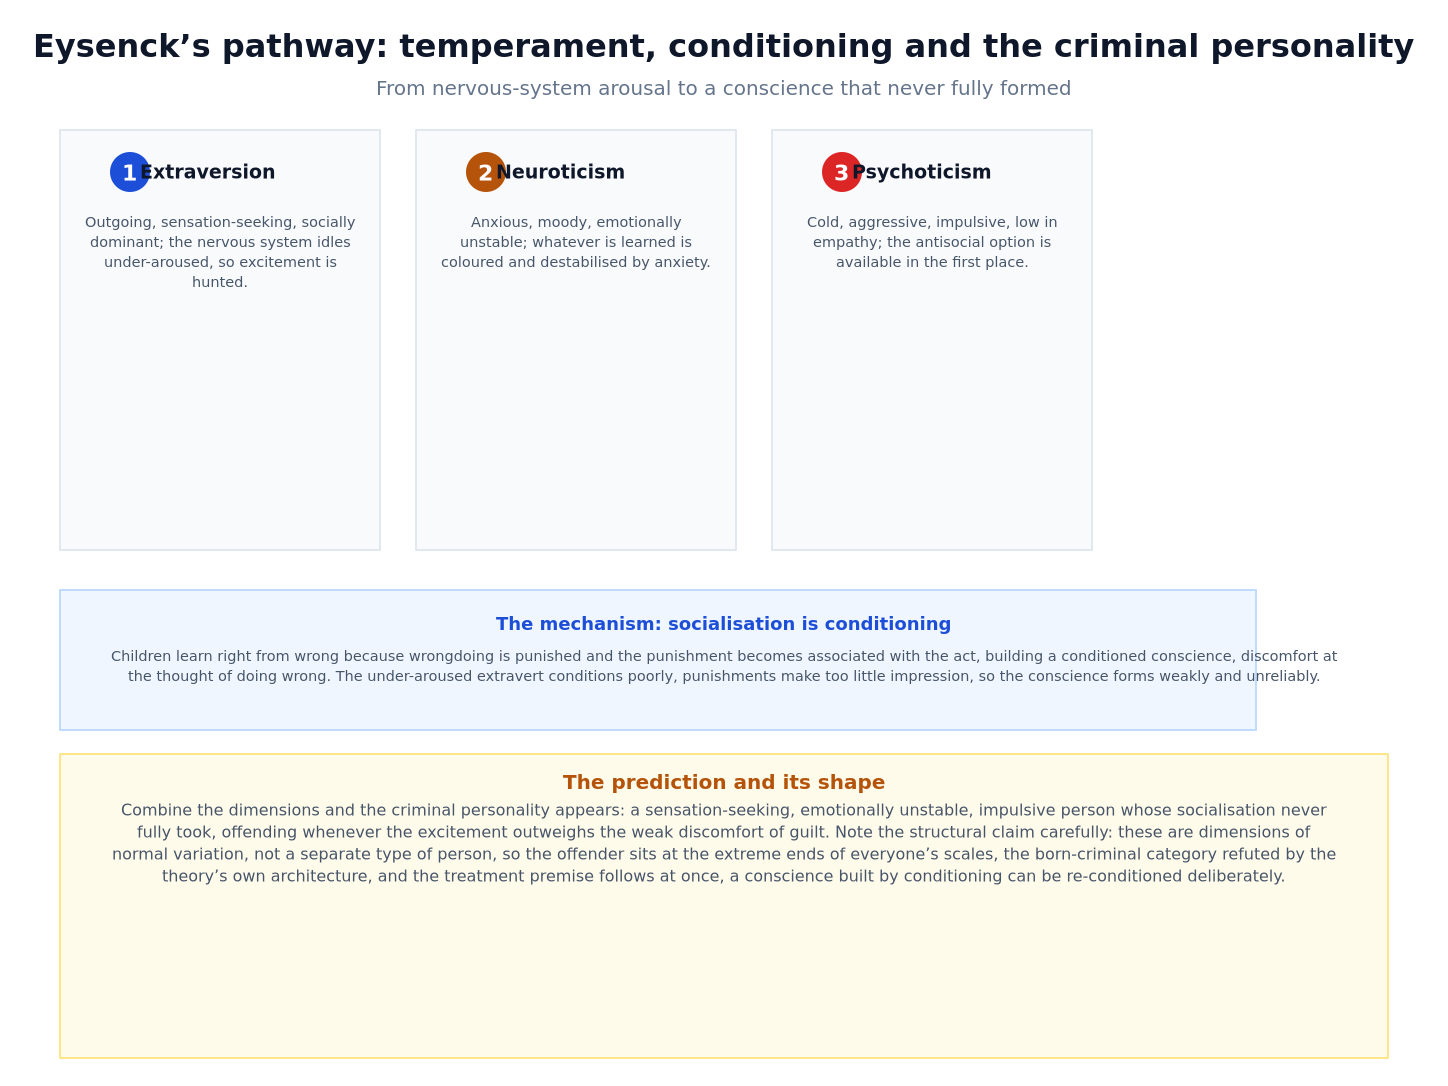 Eysenck’s pathway: temperament, conditioning and the criminal personality
From nervous-system arousal to a conscience that never fully formed
1 Extraversion
Outgoing, sensation-seeking, socially
dominant; the nervous system idles
under-aroused, so excitement is
hunted.
2 Neuroticism
Anxious, moody, emotionally
unstable; whatever is learned is
coloured and destabilised by anxiety.
3 Psychoticism
Cold, aggressive, impulsive, low in
empathy; the antisocial option is
available in the first place.
The mechanism: socialisation is conditioning
Children learn right from wrong because wrongdoing is punished and the punishment becomes associated with the act, building a conditioned conscience, discomfort at
the thought of doing wrong. The under-aroused extravert conditions poorly, punishments make too little impression, so the conscience forms weakly and unreliably.
The prediction and its shape
Combine the dimensions and the criminal personality appears: a sensation-seeking, emotionally unstable, impulsive person whose socialisation never
fully took, offending whenever the excitement outweighs the weak discomfort of guilt. Note the structural claim carefully: these are dimensions of
normal variation, not a separate type of person, so the offender sits at the extreme ends of everyone’s scales, the born-criminal category refuted by the
theory’s own architecture, and the treatment premise follows at once, a conscience built by conditioning can be re-conditioned deliberately.